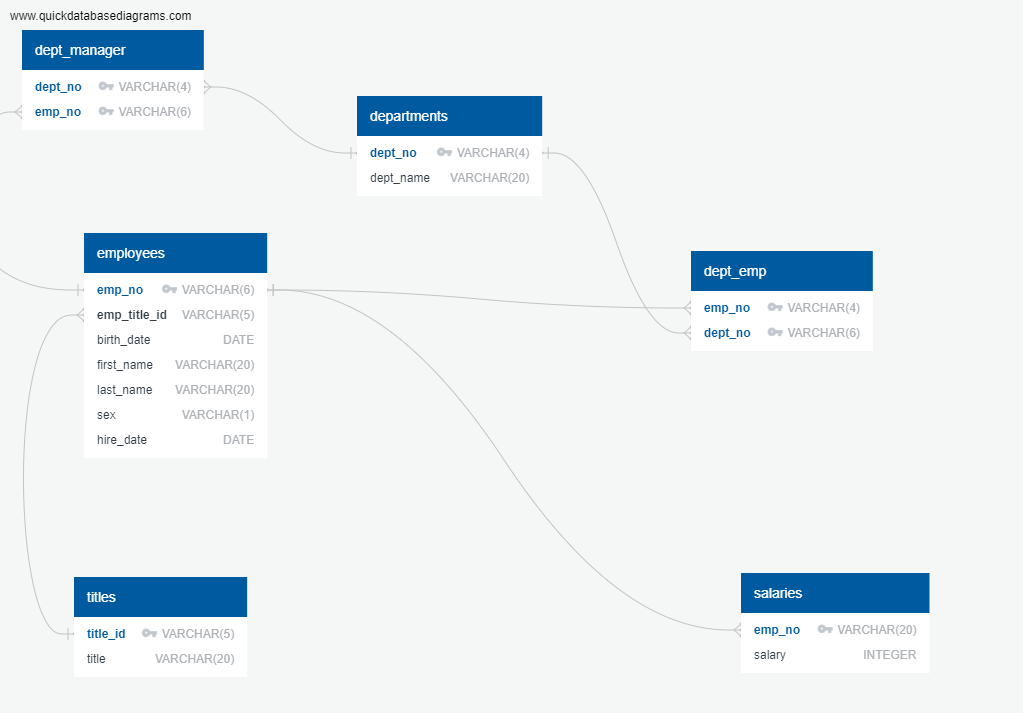 www.quickdatabasediagrams.com
dept_manager
dept_no VARCHAR(4)
emp_no VARCHAR(6)
departments
dept_no VARCHAR(4)
dept_name VARCHAR(20)
employees
emp_no VARCHAR(6)
emp_title_id VARCHAR(5)
birth_date DATE
first_name VARCHAR(20)
last_name VARCHAR(20)
sex VARCHAR(1)
hire_date DATE
dept_emp
emp_no VARCHAR(4)
dept_no VARCHAR(6)
titles
title_id VARCHAR(5)
title VARCHAR(20)
salaries
emp_no VARCHAR(20)
salary INTEGER